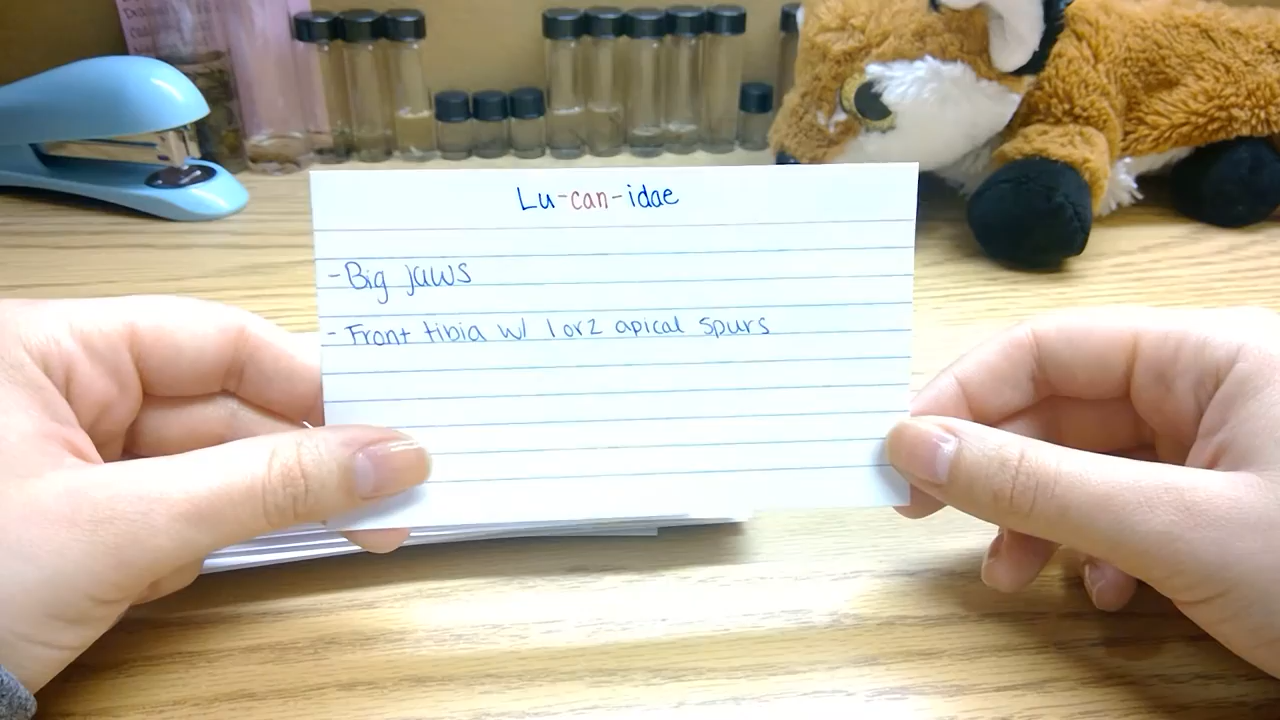 Lu-can-idae
- Big jaws
- Front tibia w/ 1 or 2 apical spurs